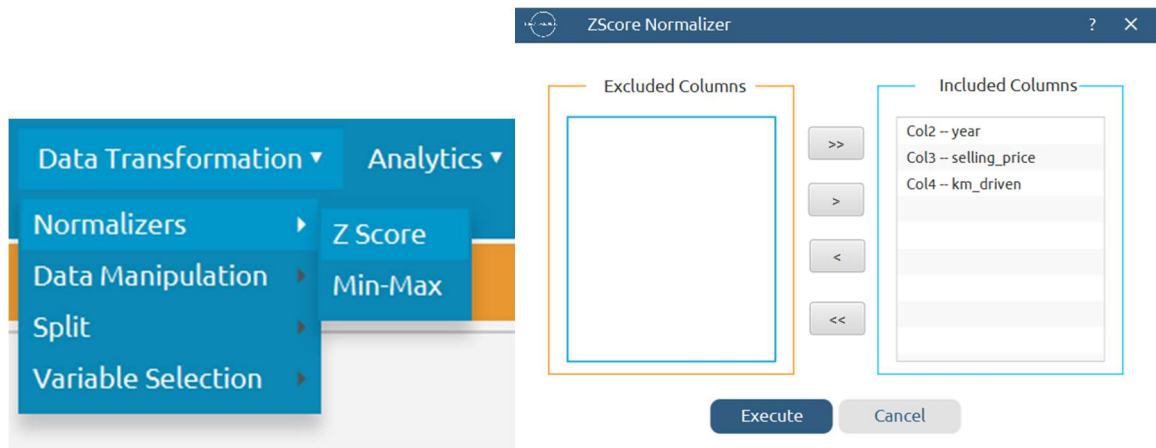 Data Transformation ▾ Analytics ▾
Normalizers
Z Score
Data Manipulation
Min-Max
Split
Variable Selection
ZScore Normalizer ? ×
Excluded Columns
Included Columns
Col2 -- year
Col3 -- selling_price
Col4 -- km_driven
>>
>
<
<<
Execute Cancel